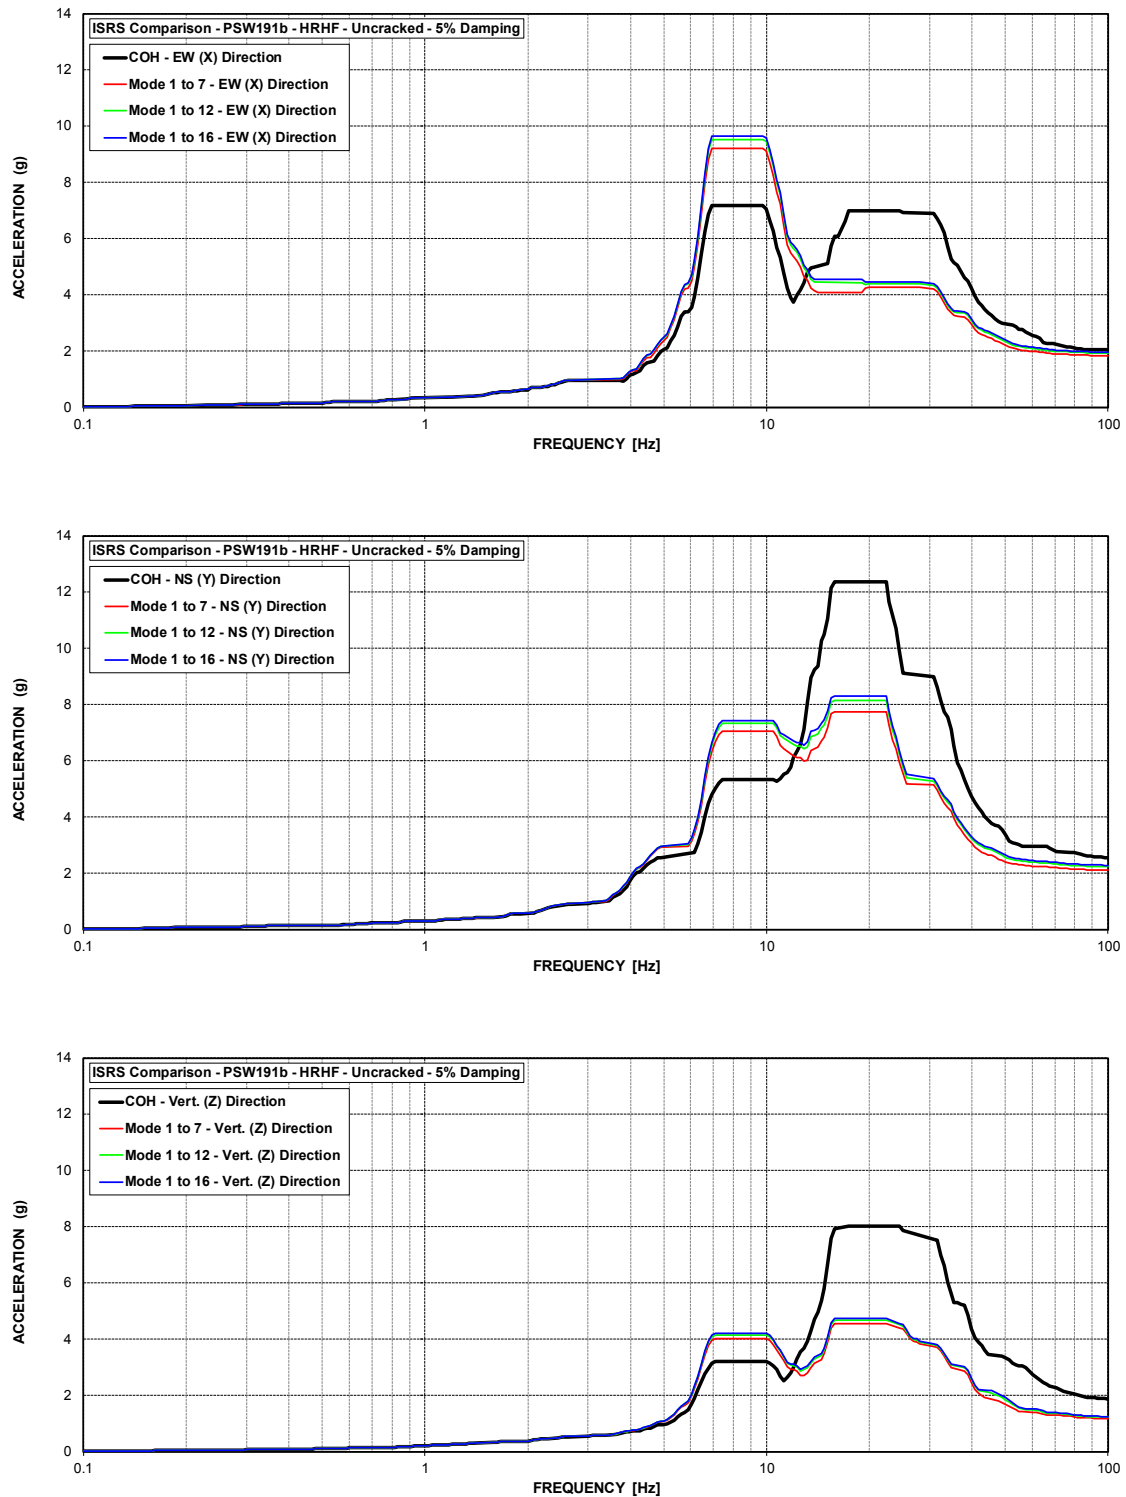 ISRS Comparison - PSW191b - HRHF - Uncracked - 5% Damping
COH - EW (X) Direction
Mode 1 to 7 - EW (X) Direction
Mode 1 to 12 - EW (X) Direction
Mode 1 to 16 - EW (X) Direction
ACCELERATION (g)
14
12
10
8
6
4
2
0
0.1
1
10
100
FREQUENCY [Hz]
ISRS Comparison - PSW191b - HRHF - Uncracked - 5% Damping
COH - NS (Y) Direction
Mode 1 to 7 - NS (Y) Direction
Mode 1 to 12 - NS (Y) Direction
Mode 1 to 16 - NS (Y) Direction
ACCELERATION (g)
14
12
10
8
6
4
2
0
0.1
1
10
100
FREQUENCY [Hz]
ISRS Comparison - PSW191b - HRHF - Uncracked - 5% Damping
COH - Vert. (Z) Direction
Mode 1 to 7 - Vert. (Z) Direction
Mode 1 to 12 - Vert. (Z) Direction
Mode 1 to 16 - Vert. (Z) Direction
ACCELERATION (g)
14
12
10
8
6
4
2
0
0.1
1
10
100
FREQUENCY [Hz]